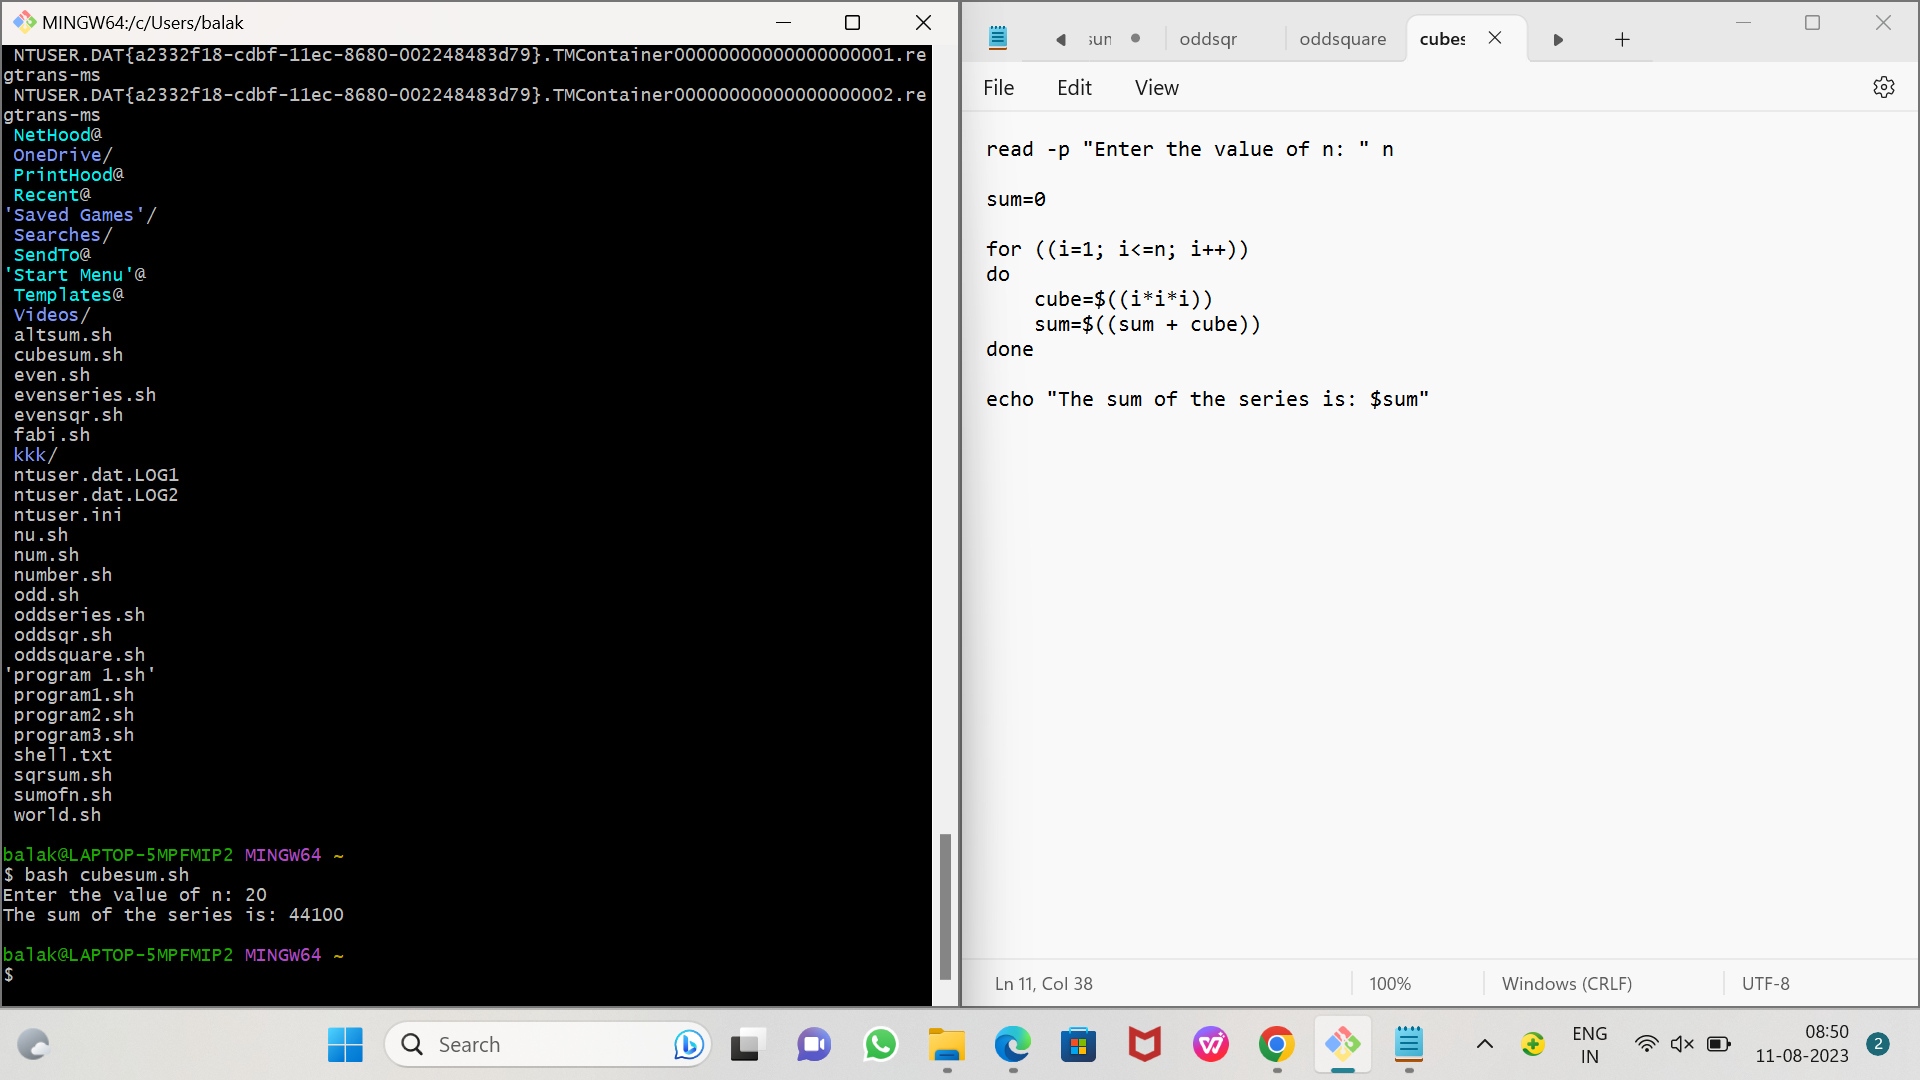 MINGW64:/c/Users/balak
NTUSER.DAT{a2332f18-cdbf-11ec-8680-002248483d79}.TMContainer00000000000000000001.re
gtrans-ms
NTUSER.DAT{a2332f18-cdbf-11ec-8680-002248483d79}.TMContainer00000000000000000002.re
gtrans-ms
NetHood@
OneDrive/
PrintHood@
Recent@
'Saved Games'/
Searches/
SendTo@
'Start Menu'@
Templates@
Videos/
altsum.sh
cubesum.sh
even.sh
evenseries.sh
evensqr.sh
fabi.sh
kkk/
ntuser.dat.LOG1
ntuser.dat.LOG2
ntuser.ini
nu.sh
num.sh
number.sh
odd.sh
oddseries.sh
oddsqr.sh
oddsquare.sh
'program 1.sh'
program1.sh
program2.sh
program3.sh
shell.txt
sqrsum.sh
sumofn.sh
world.sh
balak@LAPTOP-5MPFMIP2 MINGW64 ~
$ bash cubesum.sh
Enter the value of n: 20
The sum of the series is: 44100
balak@LAPTOP-5MPFMIP2 MINGW64 ~
$
oddsqr oddsquare cubes
File Edit View
read -p "Enter the value of n: " n
sum=0
for ((i=1; i<=n; i++))
do
cube=$((i*i*i))
sum=$((sum + cube))
done
echo "The sum of the series is: $sum"
Ln 11, Col 38 100% Windows (CRLF) UTF-8
Search
ENG
IN
08:50
11-08-2023
2